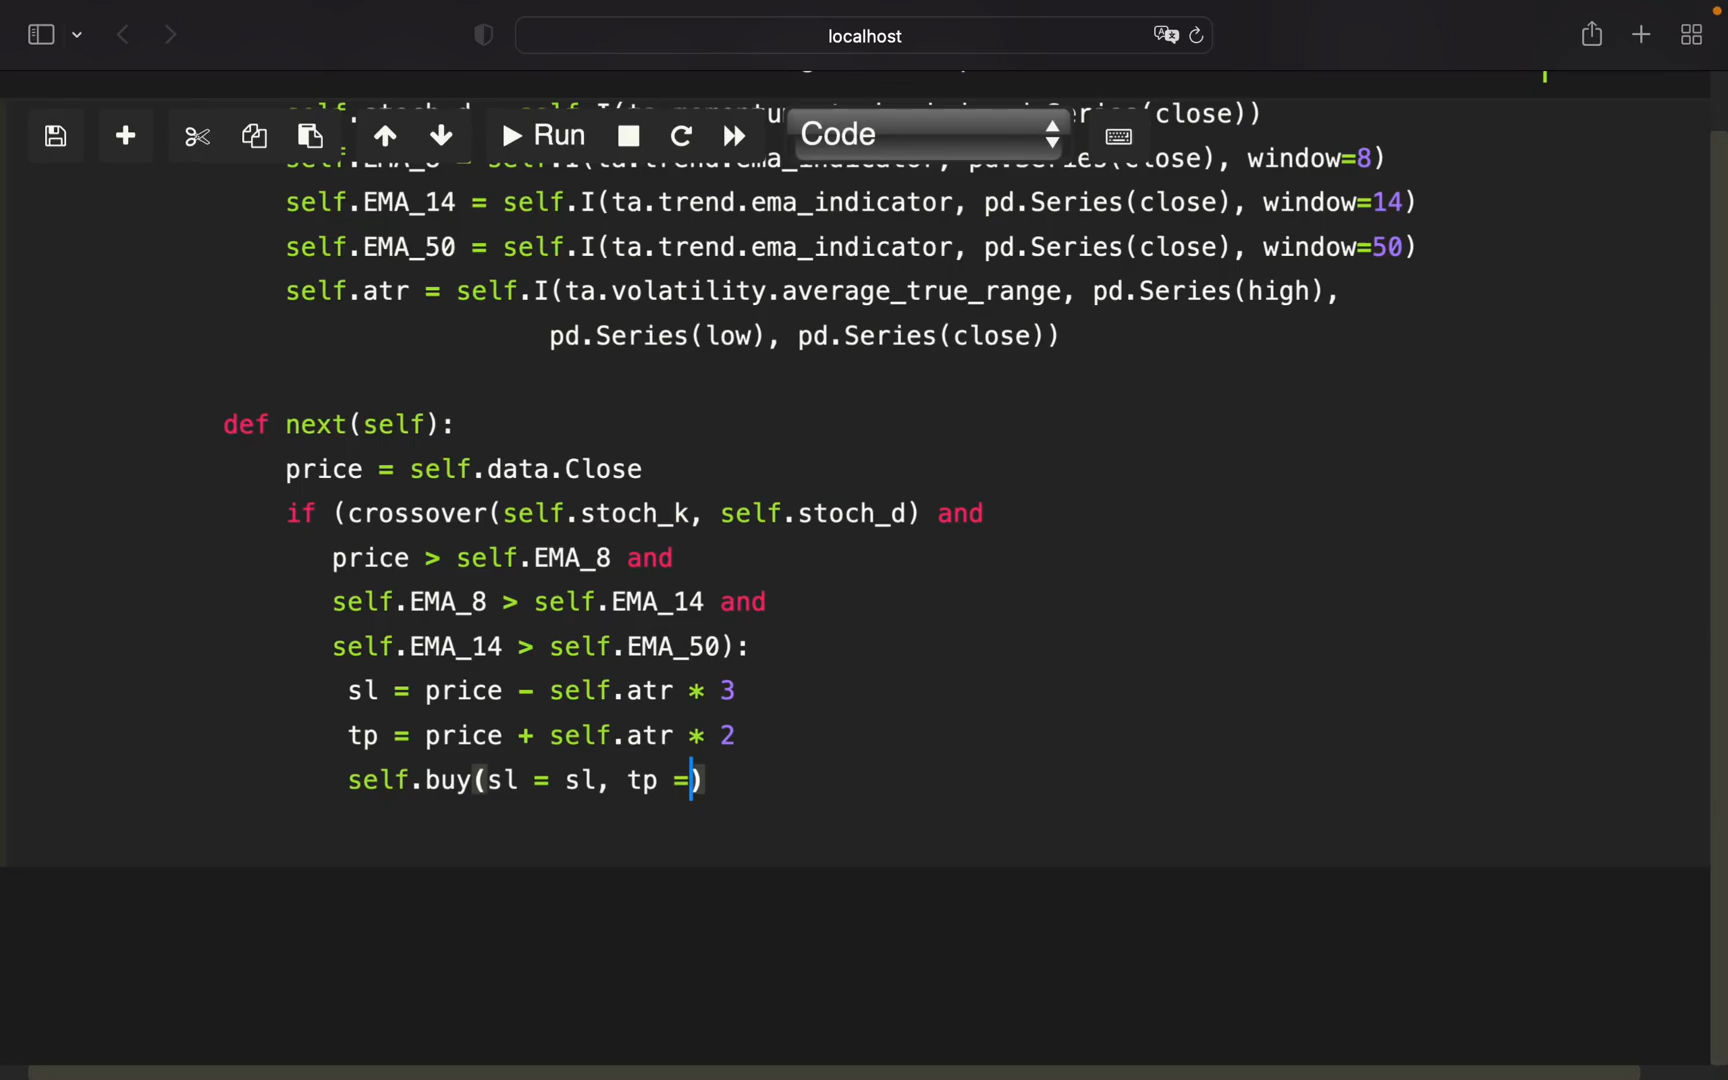 localhost
Run
Code
close))
pd.Series(close), window=8)
self.EMA_14 = self.I(ta.trend.ema_indicator, pd.Series(close), window=14)
self.EMA_50 = self.I(ta.trend.ema_indicator, pd.Series(close), window=50)
self.atr = self.I(ta.volatility.average_true_range, pd.Series(high),
pd.Series(low), pd.Series(close))
def next(self):
price = self.data.Close
if (crossover(self.stoch_k, self.stoch_d) and
price > self.EMA_8 and
self.EMA_8 > self.EMA_14 and
self.EMA_14 > self.EMA_50):
sl = price - self.atr * 3
tp = price + self.atr * 2
self.buy(sl = sl, tp =)